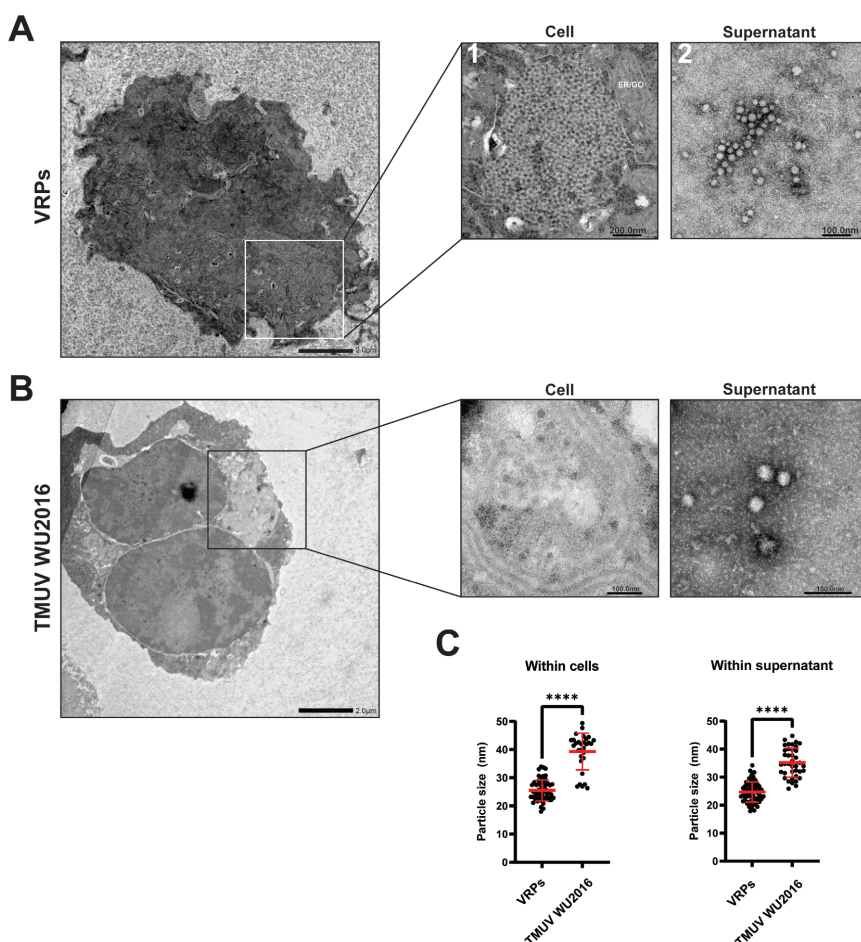 A
VRPs
2.0μm
Cell
1
ER/GO
200.0nm
Supernatant
2
100.0nm
B
TMUV WU2016
2.0μm
Cell
100.0nm
Supernatant
100.0nm
C
Within cells
****
Particle size (nm)
50
40
30
20
10
0
VRPs
TMUV WU2016
Within supernatant
****
Particle size (nm)
50
40
30
20
10
0
VRPs
TMUV WU2016